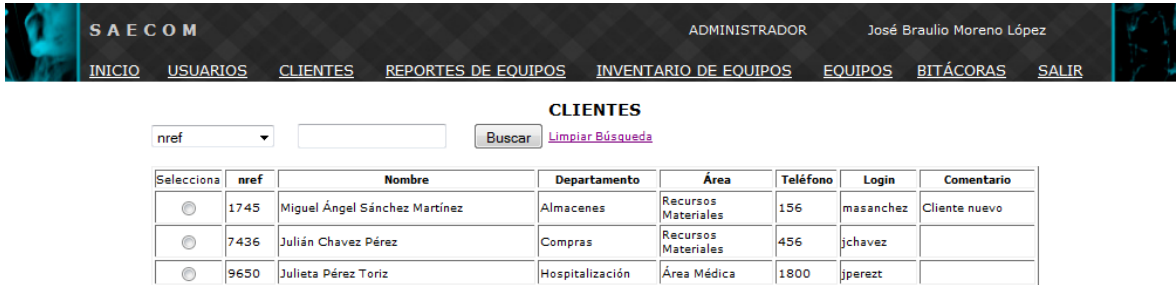 SAECOM ADMINISTRADOR José Braulio Moreno López
INICIO USUARIOS CLIENTES REPORTES DE EQUIPOS INVENTARIO DE EQUIPOS EQUIPOS BITÁCORAS SALIR
CLIENTES
nref Buscar Limpiar Búsqueda
Selecciona nref Nombre Departamento Área Teléfono Login Comentario
1745 Miguel Ángel Sánchez Martínez Almacenes Recursos Materiales 156 masanchez Cliente nuevo
7436 Julián Chavez Pérez Compras Recursos Materiales 456 jchavez
9650 Julieta Pérez Toriz Hospitalización Área Médica 1800 jperezt